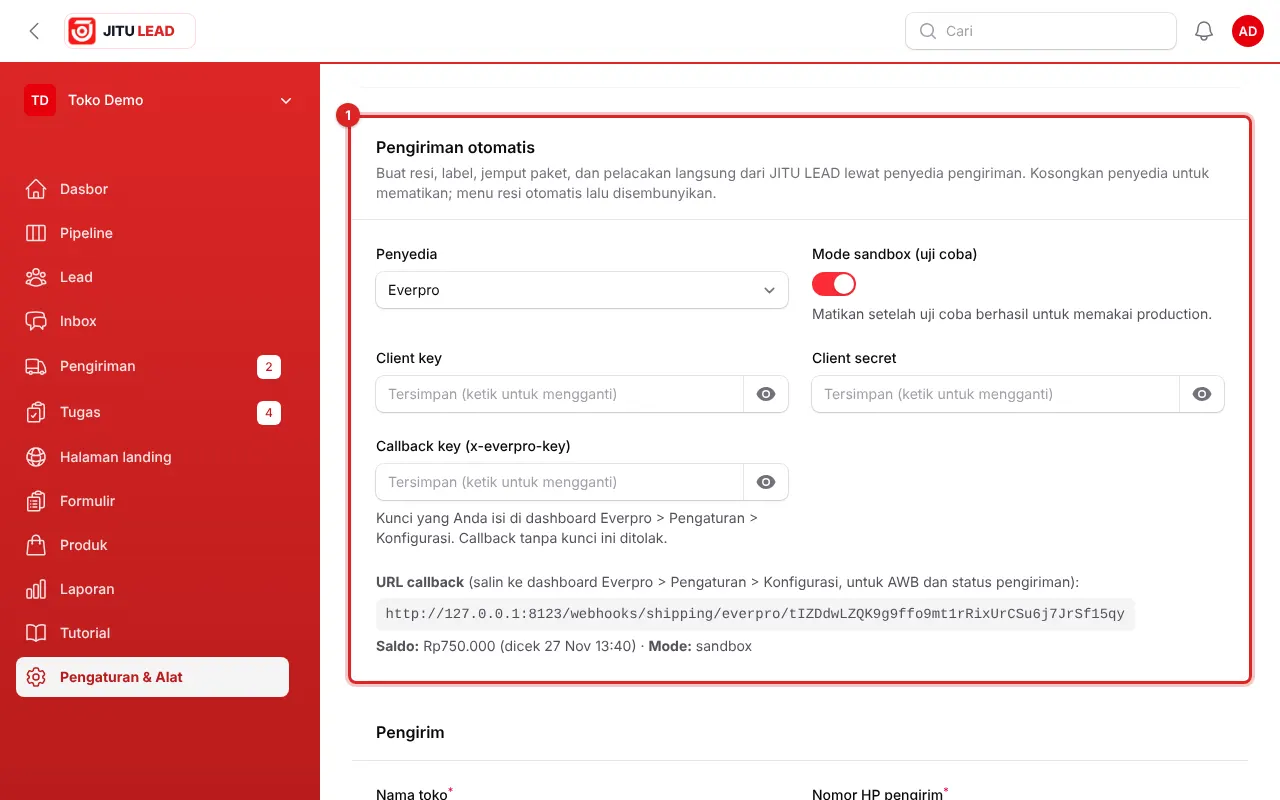 JITU LEAD
Cari
AD
TD
Toko Demo
Dasbor
Pipeline
Lead
Inbox
Pengiriman
2
Tugas
4
Halaman landing
Formulir
Produk
Laporan
Tutorial
Pengaturan & Alat
1
Pengiriman otomatis
Buat resi, label, jemput paket, dan pelacakan langsung dari JITU LEAD lewat penyedia pengiriman. Kosongkan penyedia untuk
mematikan; menu resi otomatis lalu disembunyikan.
Penyedia
Everpro
Mode sandbox (uji coba)
Matikan setelah uji coba berhasil untuk memakai production.
Client key
Tersimpan (ketik untuk mengganti)
Client secret
Tersimpan (ketik untuk mengganti)
Callback key (x-everpro-key)
Tersimpan (ketik untuk mengganti)
Kunci yang Anda isi di dashboard Everpro > Pengaturan >
Konfigurasi. Callback tanpa kunci ini ditolak.
URL callback (salin ke dashboard Everpro > Pengaturan > Konfigurasi, untuk AWB dan status pengiriman):
http://127.0.0.1:8123/webhooks/shipping/everpro/tIZDdwLZQK9g9ffo9mt1rRixUrCSu6j7JrSf15qy
Saldo: Rp750.000 (dicek 27 Nov 13:40) · Mode: sandbox
Pengirim
Nama toko*
Nomor HP pengirim*